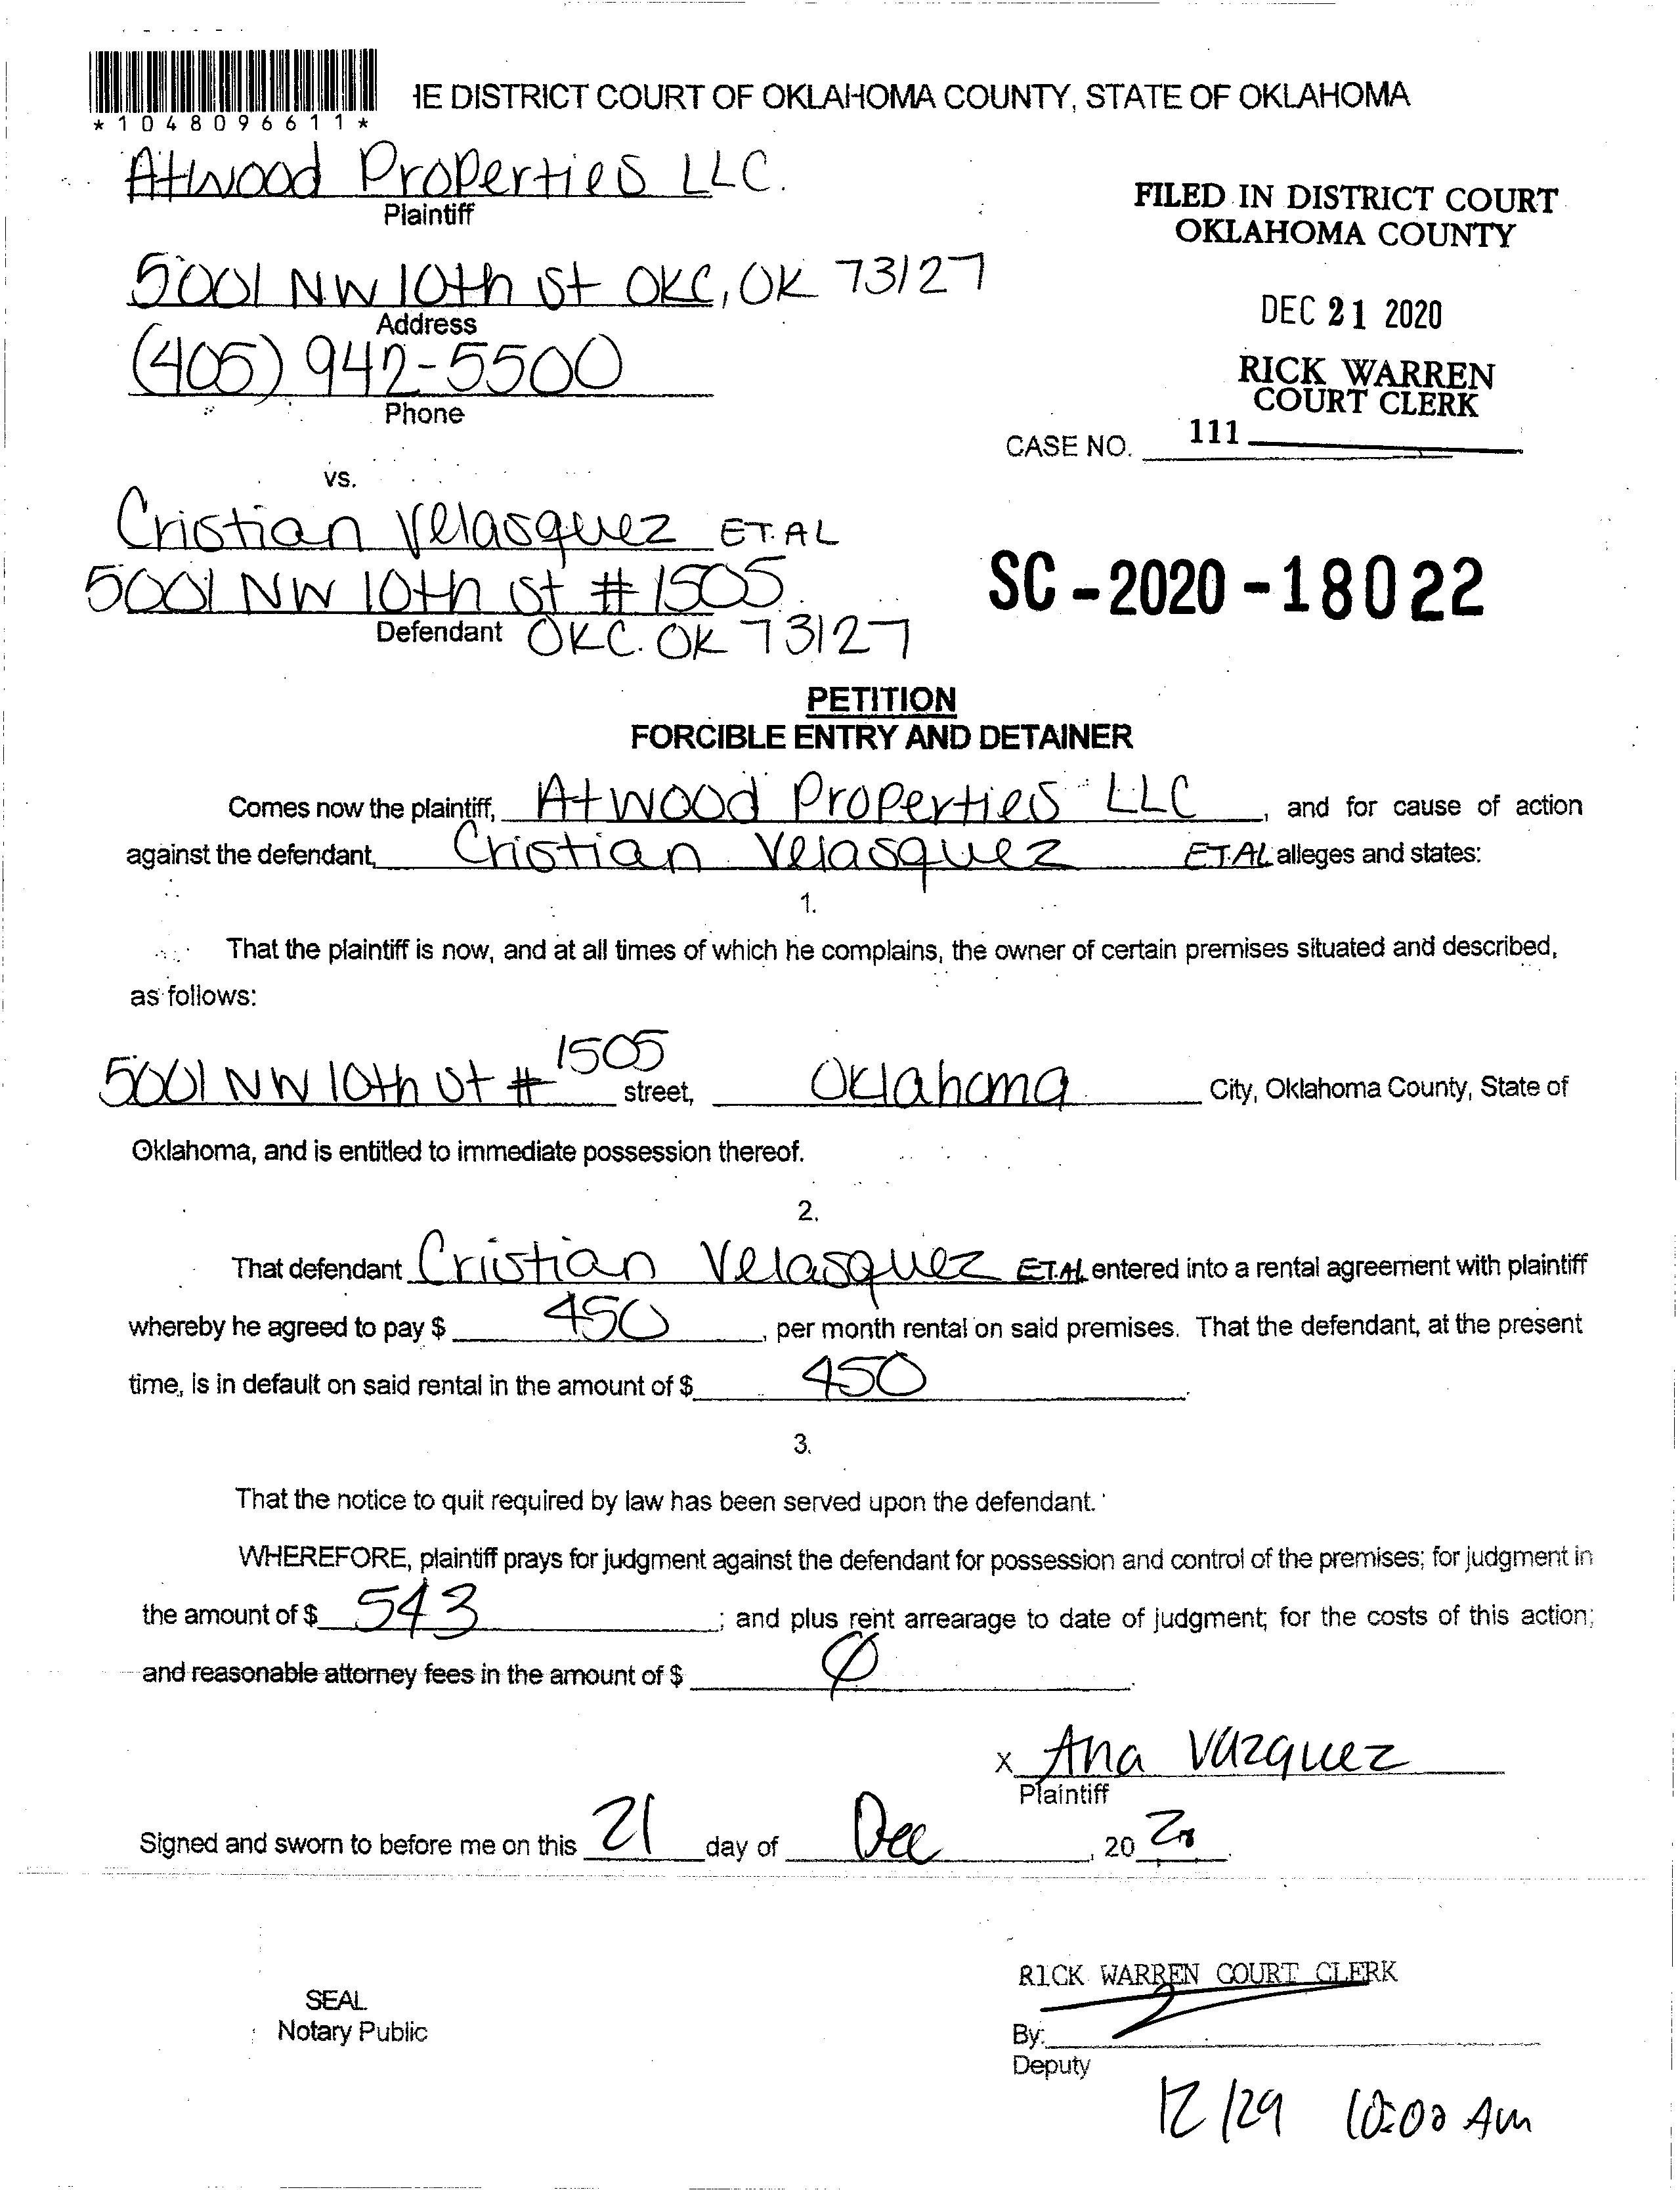 *1048096611*
IE DISTRICT COURT OF OKLAHOMA COUNTY, STATE OF OKLAHOMA
Atwood Properties LLC.
Plaintiff
5001 NW 10th St OKC, OK 73127
Address
(405) 942-5500
Phone
FILED IN DISTRICT COURT
OKLAHOMA COUNTY
DEC 21 2020
RICK WARREN
COURT CLERK
CASE NO. 111
vs.
Cristian Velasquez ET. AL
5001 NW 10th St # 1505
Defendant OKC. OK 73127
SC-2020-18022
PETITION
FORCIBLE ENTRY AND DETAINER
Comes now the plaintiff, Atwood Properties LLC, and for cause of action
against the defendant, Cristian Velasquez ET. AL alleges and states:
1.
That the plaintiff is now, and at all times of which he complains, the owner of certain premises situated and described,
as follows:
5001 NW 10th St # 1505 street, Oklahoma City, Oklahoma County, State of
Oklahoma, and is entitled to immediate possession thereof.
2.
That defendant Cristian Velasquez ET. AL entered into a rental agreement with plaintiff
whereby he agreed to pay $ 450, per month rental on said premises. That the defendant, at the present
time, is in default on said rental in the amount of $ 450.
3.
That the notice to quit required by law has been served upon the defendant.
WHEREFORE, plaintiff prays for judgment against the defendant for possession and control of the premises; for judgment in
the amount of $ 543; and plus rent arrearage to date of judgment; for the costs of this action;
and reasonable attorney fees in the amount of $ Ø.
x Ana Vazquez
Plaintiff
Signed and sworn to before me on this 21 day of Dec, 20 20.
SEAL
Notary Public
RICK WARREN COURT CLERK
By:
Deputy
12/29 10:00 Am